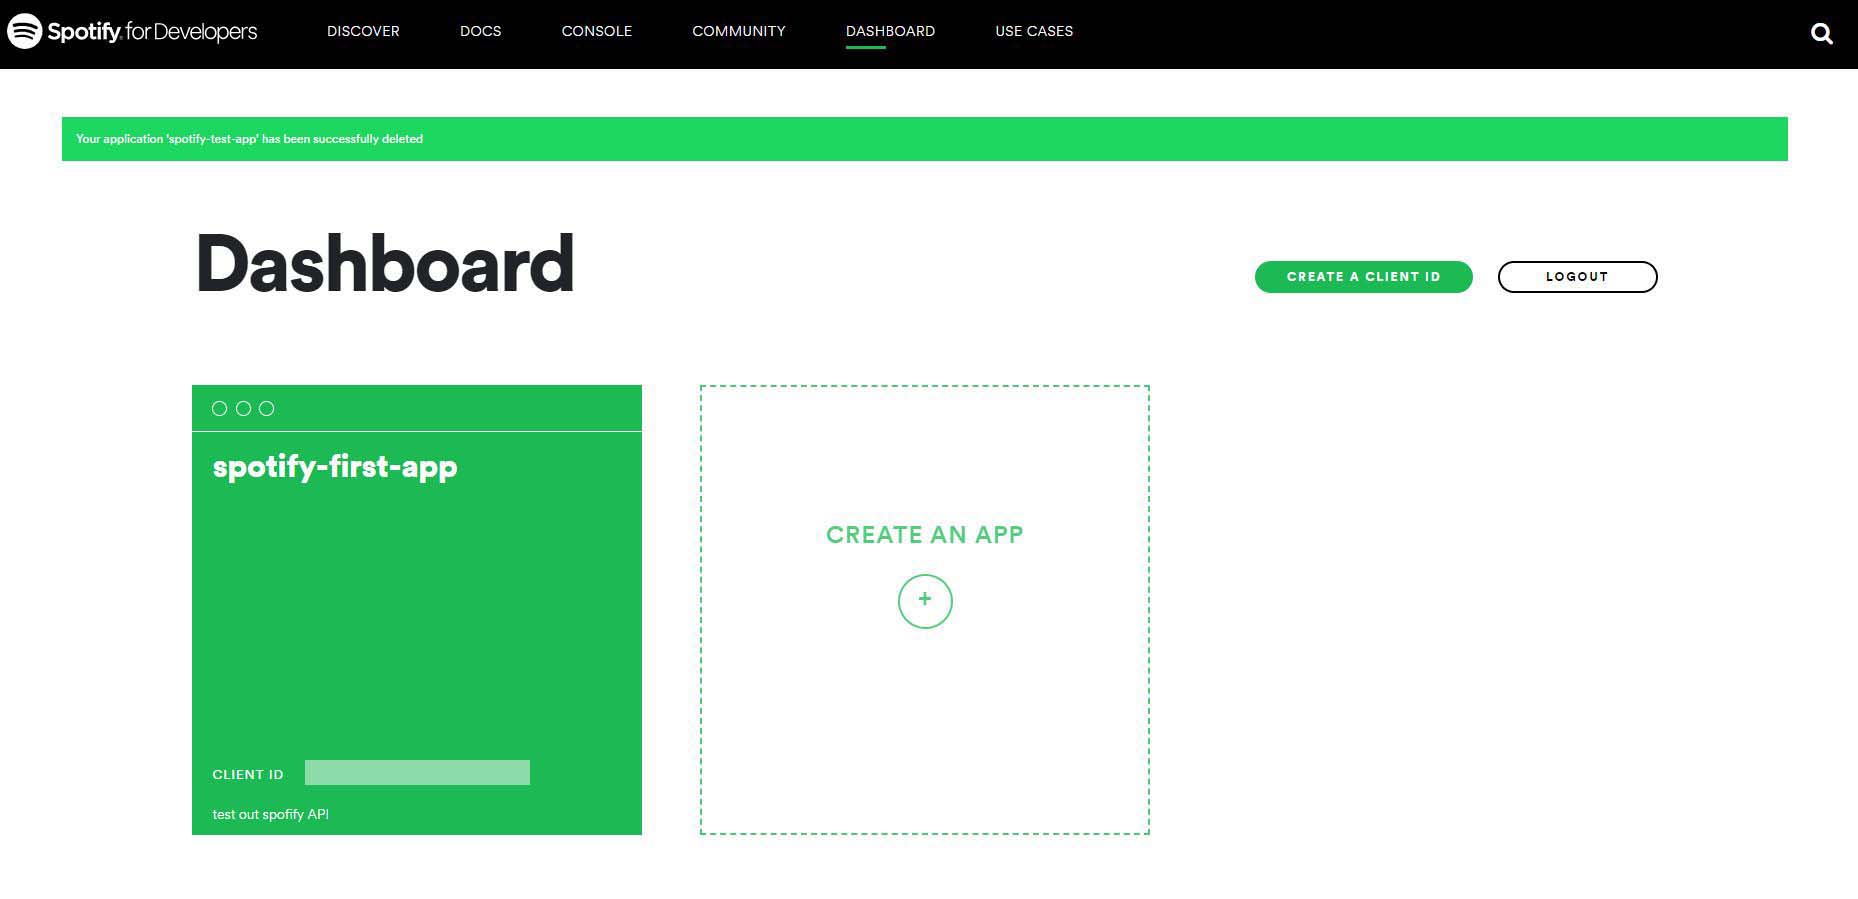 Spotify for Developers
DISCOVER
DOCS
CONSOLE
COMMUNITY
DASHBOARD
USE CASES
Your application 'spotify-test-app' has been successfully deleted
Dashboard
CREATE A CLIENT ID
LOGOUT
spotify-first-app
CLIENT ID
test out spofify API
CREATE AN APP
+